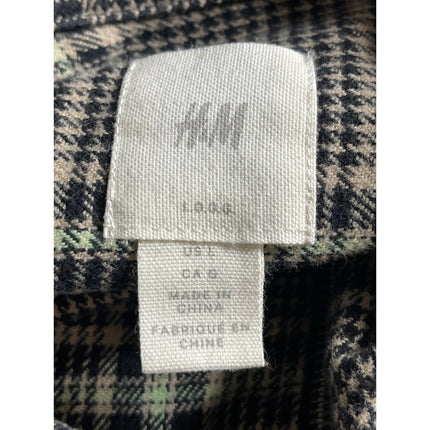 H&M
L.O.G.G.
US L
CA G
MADE IN
CHINA
FABRIQUÉ EN
CHINE